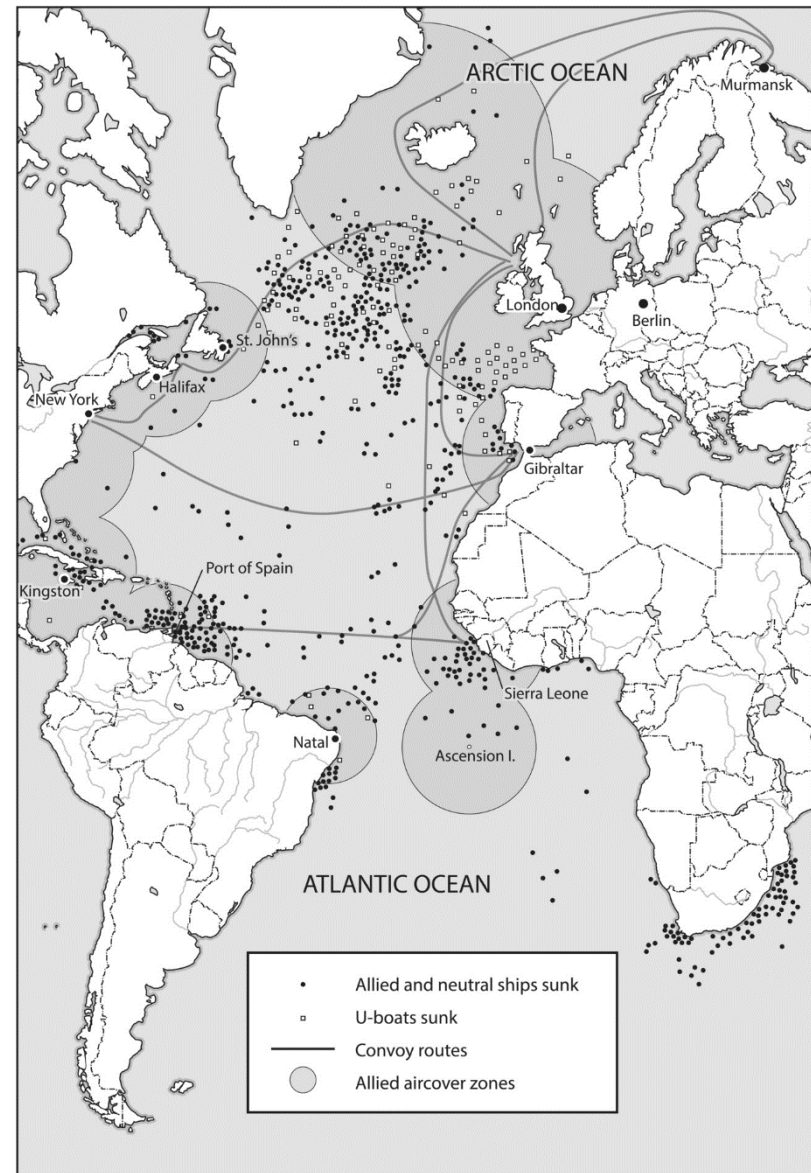 ARCTIC OCEAN
Murmansk
London
Berlin
St. John's
Halifax
New York
Gibraltar
Port of Spain
Kingston
Sierra Leone
Natal
Ascension I.
ATLANTIC OCEAN
Allied and neutral ships sunk
U-boats sunk
Convoy routes
Allied aircover zones